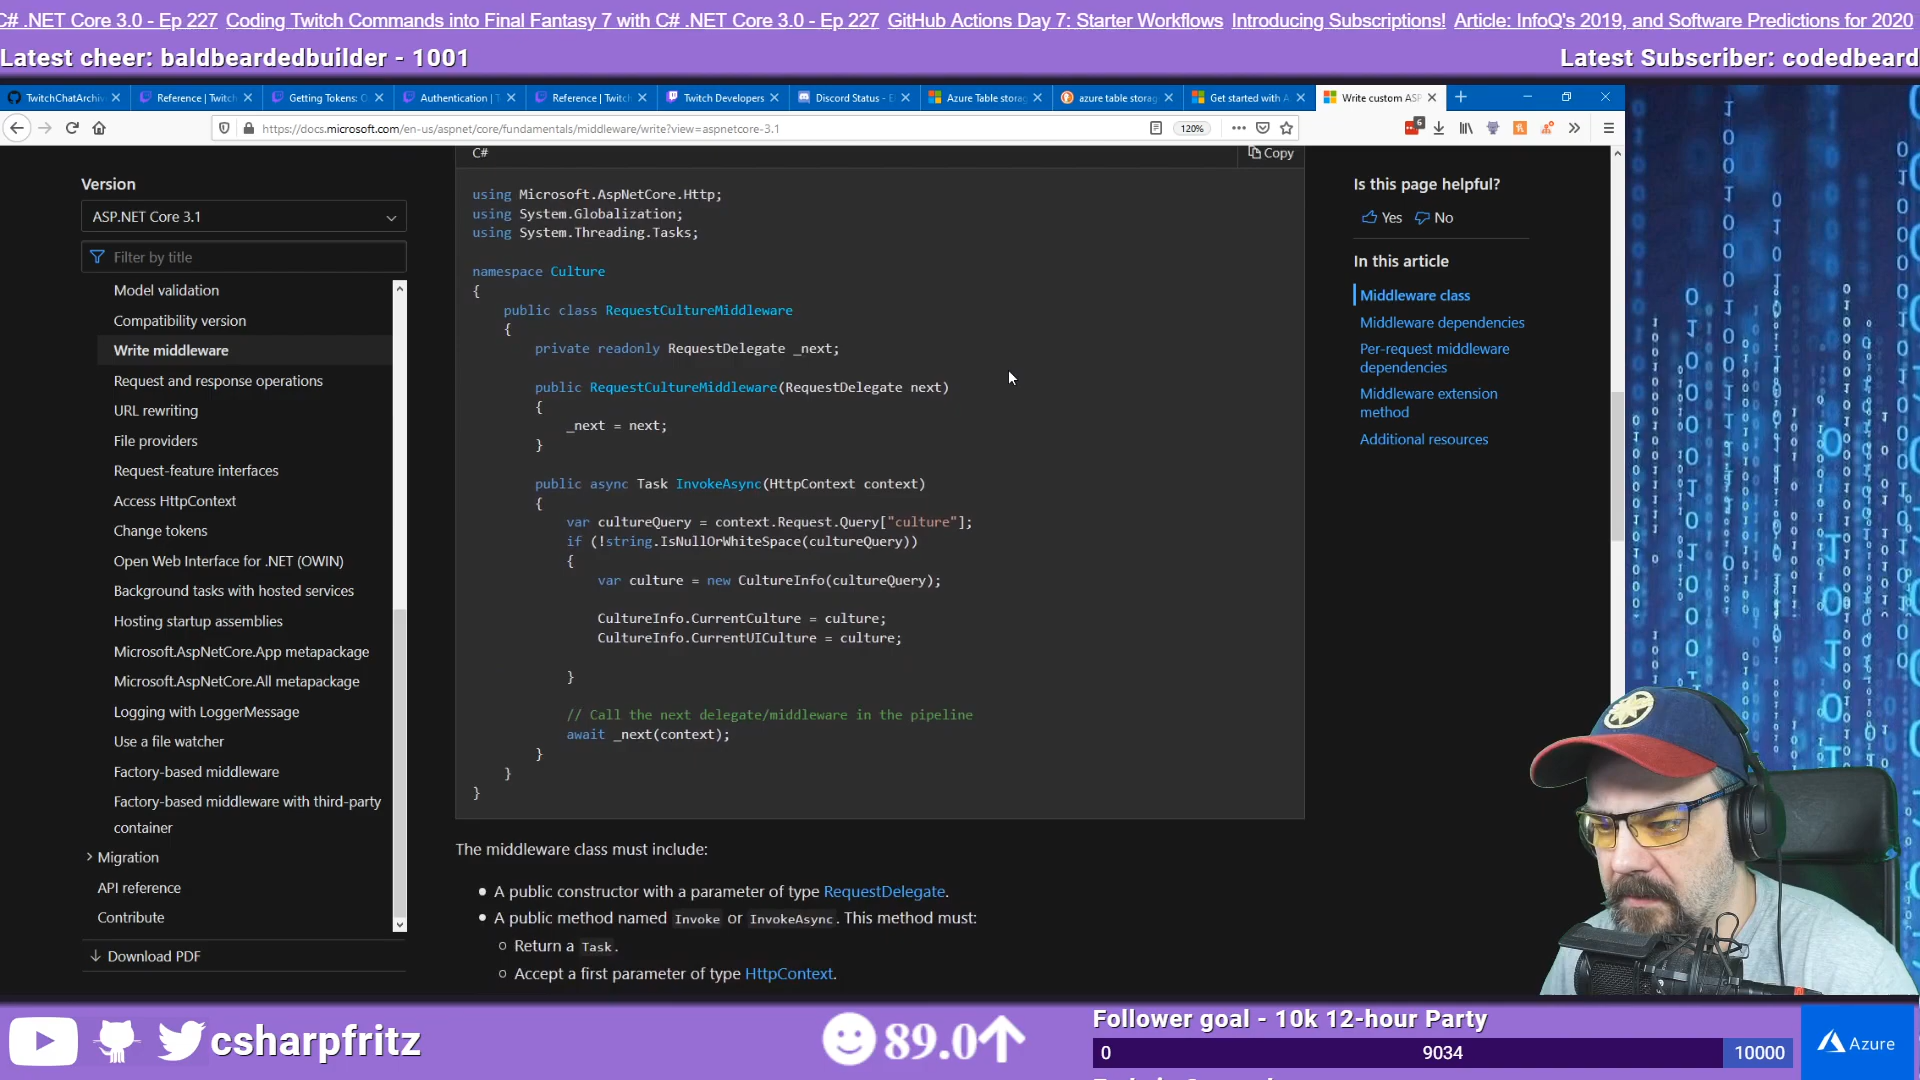 C# .NET Core 3.0 - Ep 227 Coding Twitch Commands into Final Fantasy 7 with C# .NET Core 3.0 - Ep 227 GitHub Actions Day 7: Starter Workflows Introducing Subscriptions! Article: InfoQ's 2019, and Software Predictions for 2020
Latest cheer: baldbeardedbuilder - 1001
Latest Subscriber: codedbeard
TwitchChatArchi
Reference | Twitch
Getting Tokens: O
Authentication | T
Reference | Twitch
Twitch Developers
Discord Status - E
Azure Table storag
azure table storag
Get started with A
Write custom ASP
https://docs.microsoft.com/en-us/aspnet/core/fundamentals/middleware/write?view=aspnetcore-3.1
120%
6
Version
ASP.NET Core 3.1
Filter by title
Model validation
Compatibility version
Write middleware
Request and response operations
URL rewriting
File providers
Request-feature interfaces
Access HttpContext
Change tokens
Open Web Interface for .NET (OWIN)
Background tasks with hosted services
Hosting startup assemblies
Microsoft.AspNetCore.App metapackage
Microsoft.AspNetCore.All metapackage
Logging with LoggerMessage
Use a file watcher
Factory-based middleware
Factory-based middleware with third-party
container
Migration
API reference
Contribute
Download PDF
C#
Copy
using Microsoft.AspNetCore.Http;
using System.Globalization;
using System.Threading.Tasks;
namespace Culture
{
public class RequestCultureMiddleware
{
private readonly RequestDelegate _next;
public RequestCultureMiddleware(RequestDelegate next)
{
_next = next;
}
public async Task InvokeAsync(HttpContext context)
{
var cultureQuery = context.Request.Query["culture"];
if (!string.IsNullOrWhiteSpace(cultureQuery))
{
var culture = new CultureInfo(cultureQuery);
CultureInfo.CurrentCulture = culture;
CultureInfo.CurrentUICulture = culture;
}
// Call the next delegate/middleware in the pipeline
await _next(context);
}
}
}
The middleware class must include:
• A public constructor with a parameter of type RequestDelegate.
• A public method named Invoke or InvokeAsync. This method must:
○ Return a Task.
○ Accept a first parameter of type HttpContext.
Is this page helpful?
Yes No
In this article
Middleware class
Middleware dependencies
Per-request middleware
dependencies
Middleware extension
method
Additional resources
csharpfritz
89.0
Follower goal - 10k 12-hour Party
0 9034 10000
Azure